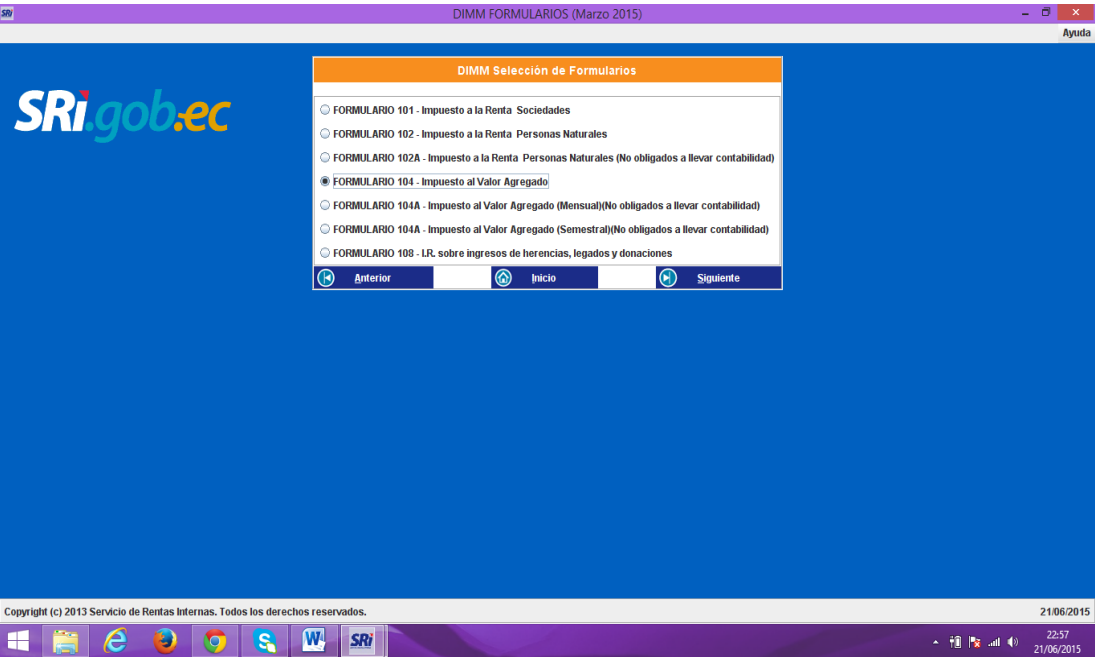 SRi
DIMM FORMULARIOS (Marzo 2015)
Ayuda
SRi.gob.ec
DIMM Selección de Formularios
FORMULARIO 101 - Impuesto a la Renta Sociedades
FORMULARIO 102 - Impuesto a la Renta Personas Naturales
FORMULARIO 102A - Impuesto a la Renta Personas Naturales (No obligados a llevar contabilidad)
FORMULARIO 104 - Impuesto al Valor Agregado
FORMULARIO 104A - Impuesto al Valor Agregado (Mensual)(No obligados a llevar contabilidad)
FORMULARIO 104A - Impuesto al Valor Agregado (Semestral)(No obligados a llevar contabilidad)
FORMULARIO 108 - I.R. sobre ingresos de herencias, legados y donaciones
Anterior Inicio Siguiente
Copyright (c) 2013 Servicio de Rentas Internas. Todos los derechos reservados. 21/06/2015
SRi
22:57
21/06/2015